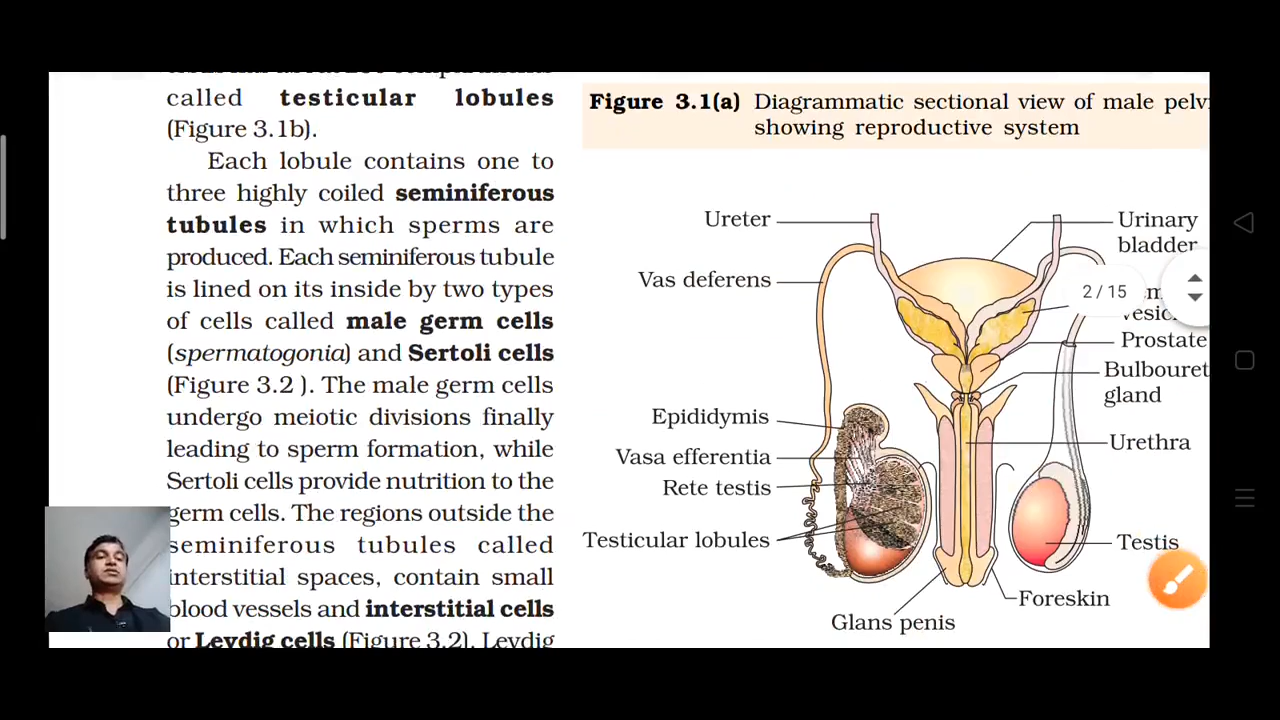 called testicular lobules
(Figure 3.1b).
Each lobule contains one to
three highly coiled seminiferous
tubules in which sperms are
produced. Each seminiferous tubule
is lined on its inside by two types
of cells called male germ cells
(spermatogonia) and Sertoli cells
(Figure 3.2 ). The male germ cells
undergo meiotic divisions finally
leading to sperm formation, while
Sertoli cells provide nutrition to the
germ cells. The regions outside the
seminiferous tubules called
interstitial spaces, contain small
blood vessels and interstitial cells
or Leydig cells (Figure 3.2). Leydig
Figure 3.1(a) Diagrammatic sectional view of male pelv
showing reproductive system
Ureter
Vas deferens
Epididymis
Vasa efferentia
Rete testis
Testicular lobules
Glans penis
Urinary
bladder
2/15
Prostate
Bulbouret
gland
Urethra
Testis
Foreskin